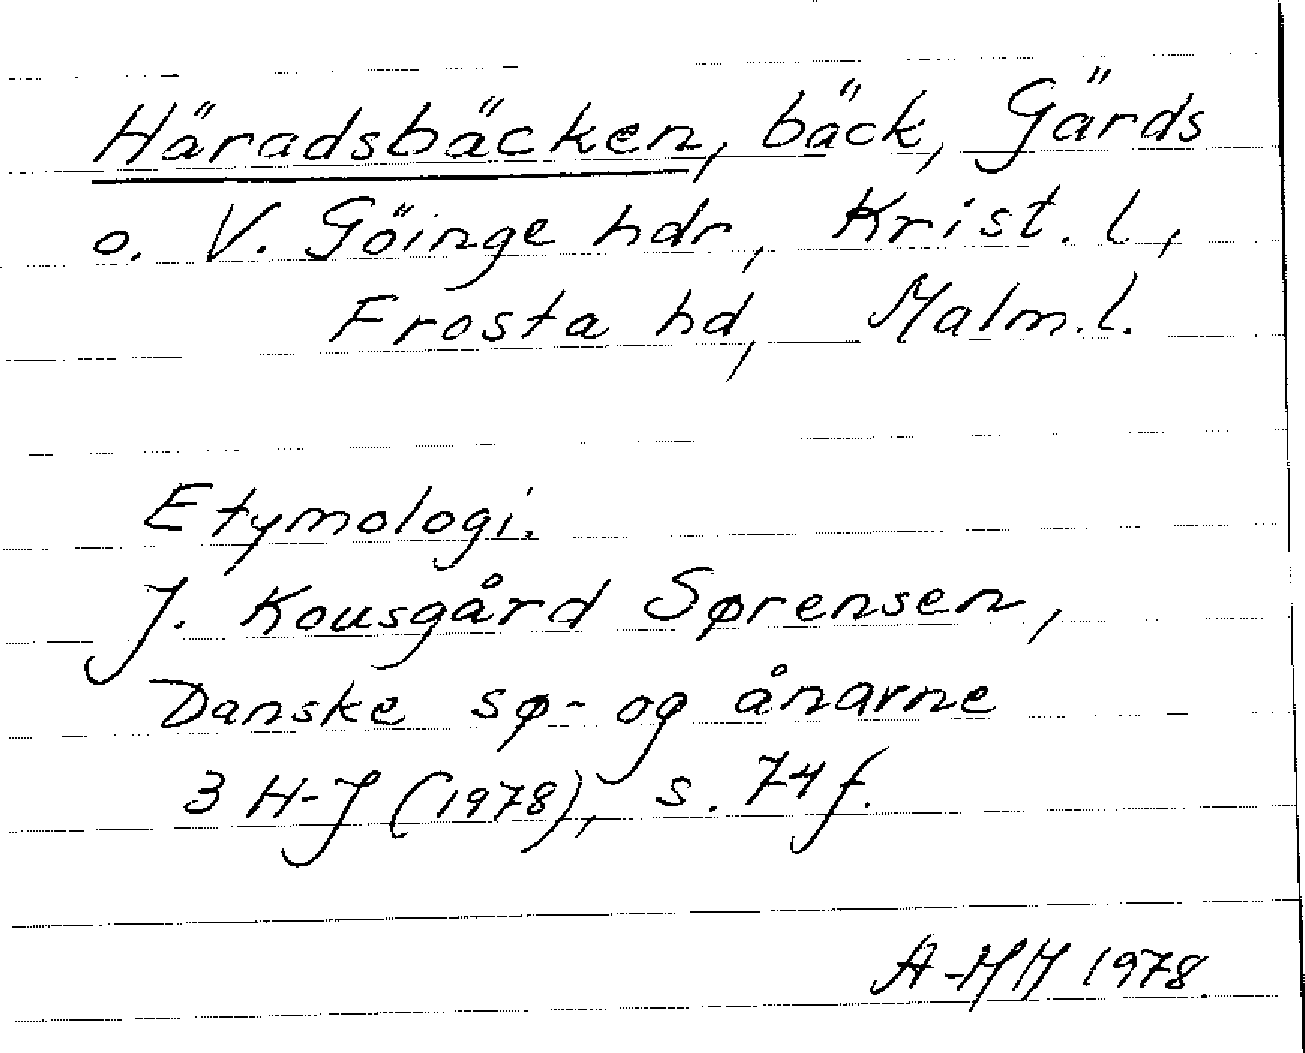 Häradsbäcken, bäck, Gärds
o. V. Göinge hdr, Krist. l,
Frosta hd, Malm.l.
Etymologi.
J. Kousgård Sørensen,
Danske sø- og ånavne
3 H-J (1978), s. 74 f.
A-MH 1978